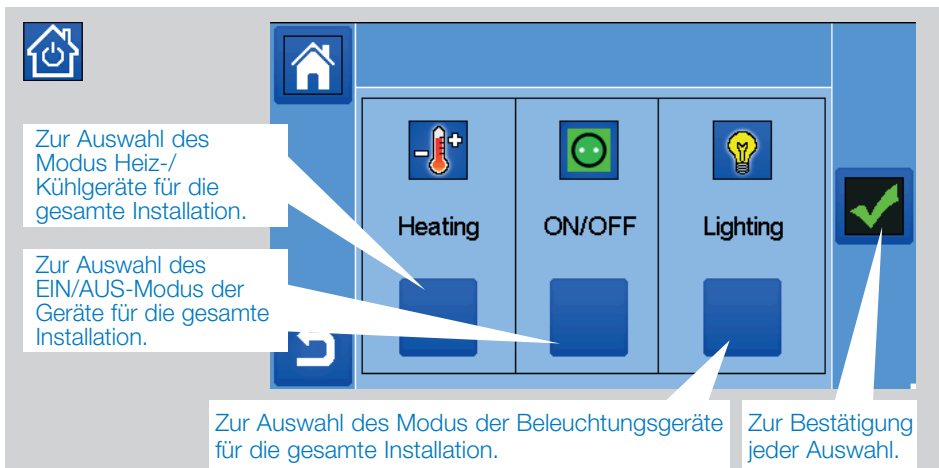 Zur Auswahl des
Modus Heiz-/
Kühlgeräte für die
gesamte Installation.
Heating
ON/OFF
Lighting
Zur Auswahl des
EIN/AUS-Modus der
Geräte für die gesamte
Installation.
Zur Auswahl des Modus der Beleuchtungsgeräte
für die gesamte Installation.
Zur Bestätigung
jeder Auswahl.